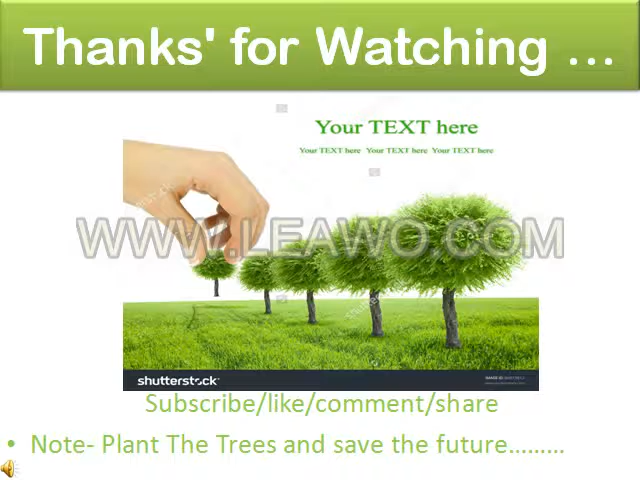 Thanks' for Watching ...
Your TEXT here
Your TEXT here Your TEXT here Your TEXT here
WWW.LEAWO.COM
shutterstock
Subscribe/like/comment/share
• Note- Plant The Trees and save the future.........